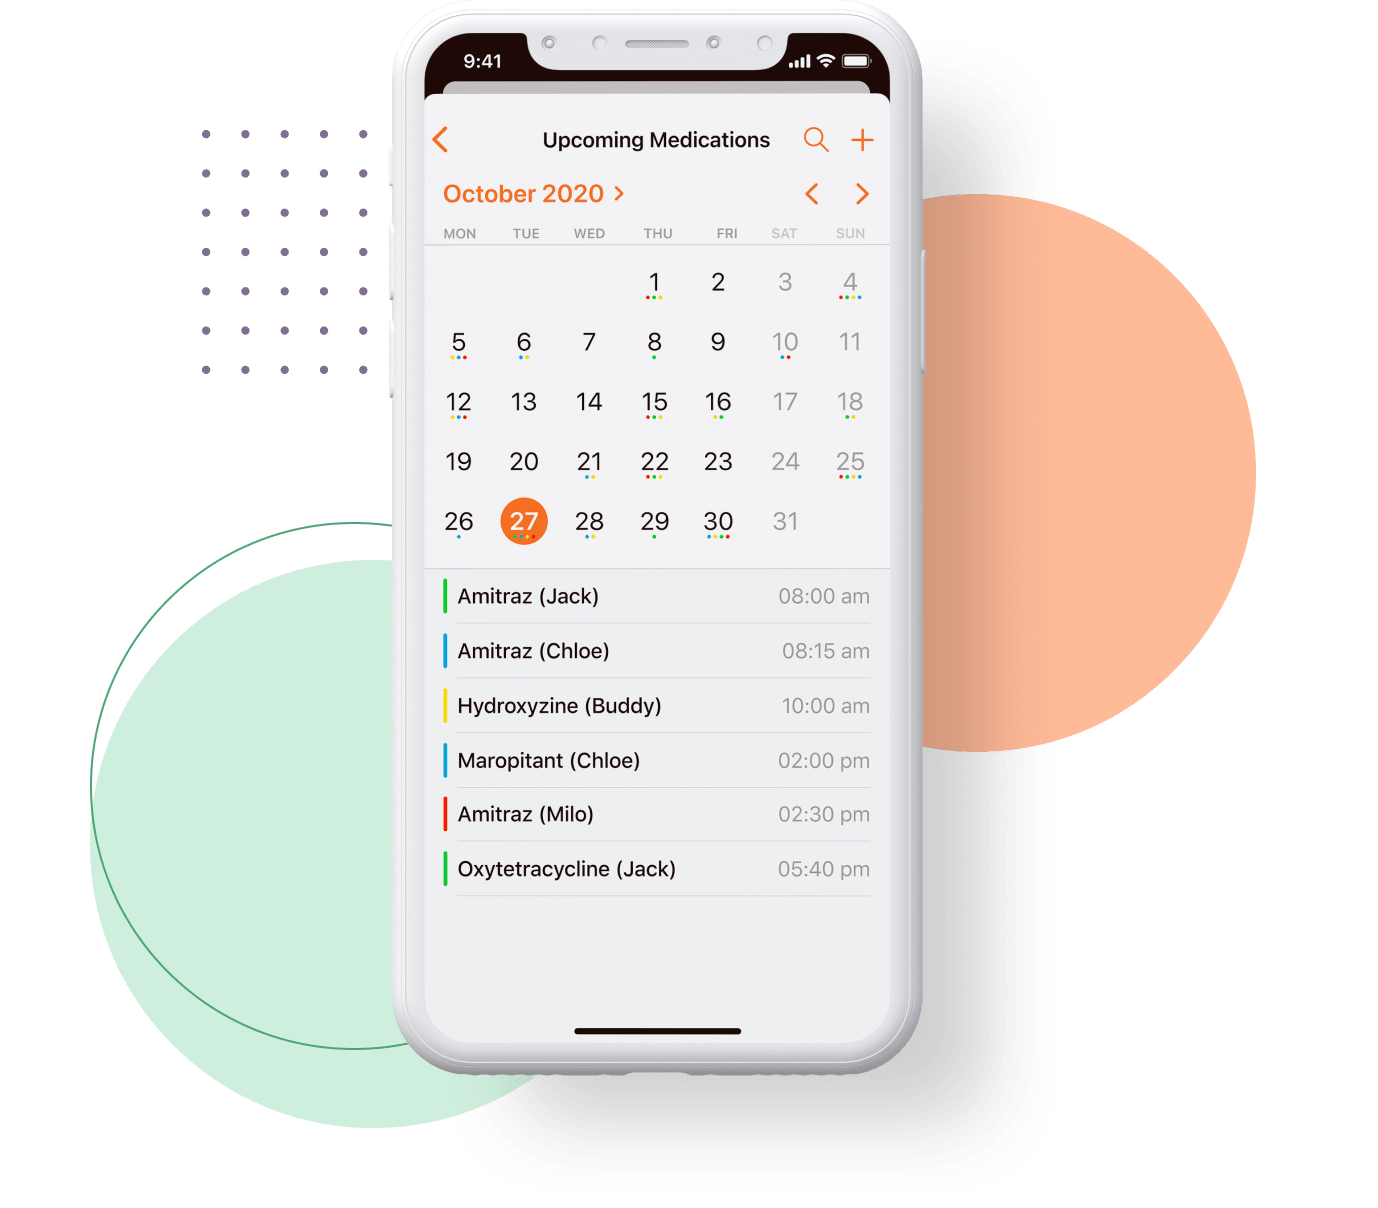 9:41
Upcoming Medications
October 2020
MON TUE WED THU FRI SAT SUN
1 2 3 4
5 6 7 8 9 10 11
12 13 14 15 16 17 18
19 20 21 22 23 24 25
26 27 28 29 30 31
Amitraz (Jack) 08:00 am
Amitraz (Chloe) 08:15 am
Hydroxyzine (Buddy) 10:00 am
Maropitant (Chloe) 02:00 pm
Amitraz (Milo) 02:30 pm
Oxytetracycline (Jack) 05:40 pm